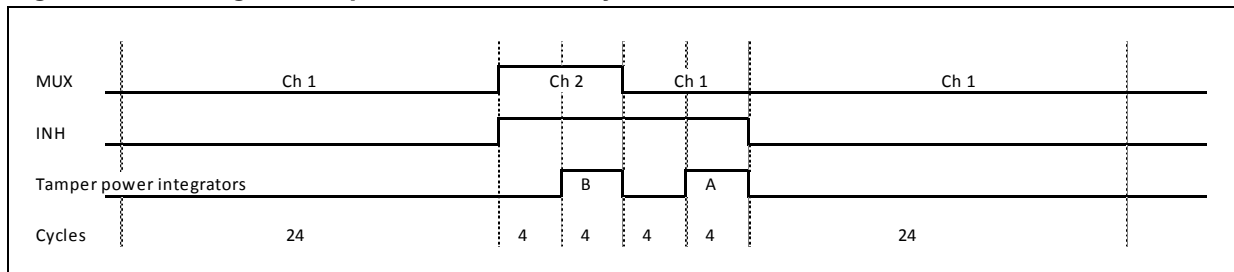 MUX Ch 1 Ch 2 Ch 1 Ch 1
INH
Tamper power integrators B A
Cycles 24 4 4 4 4 24